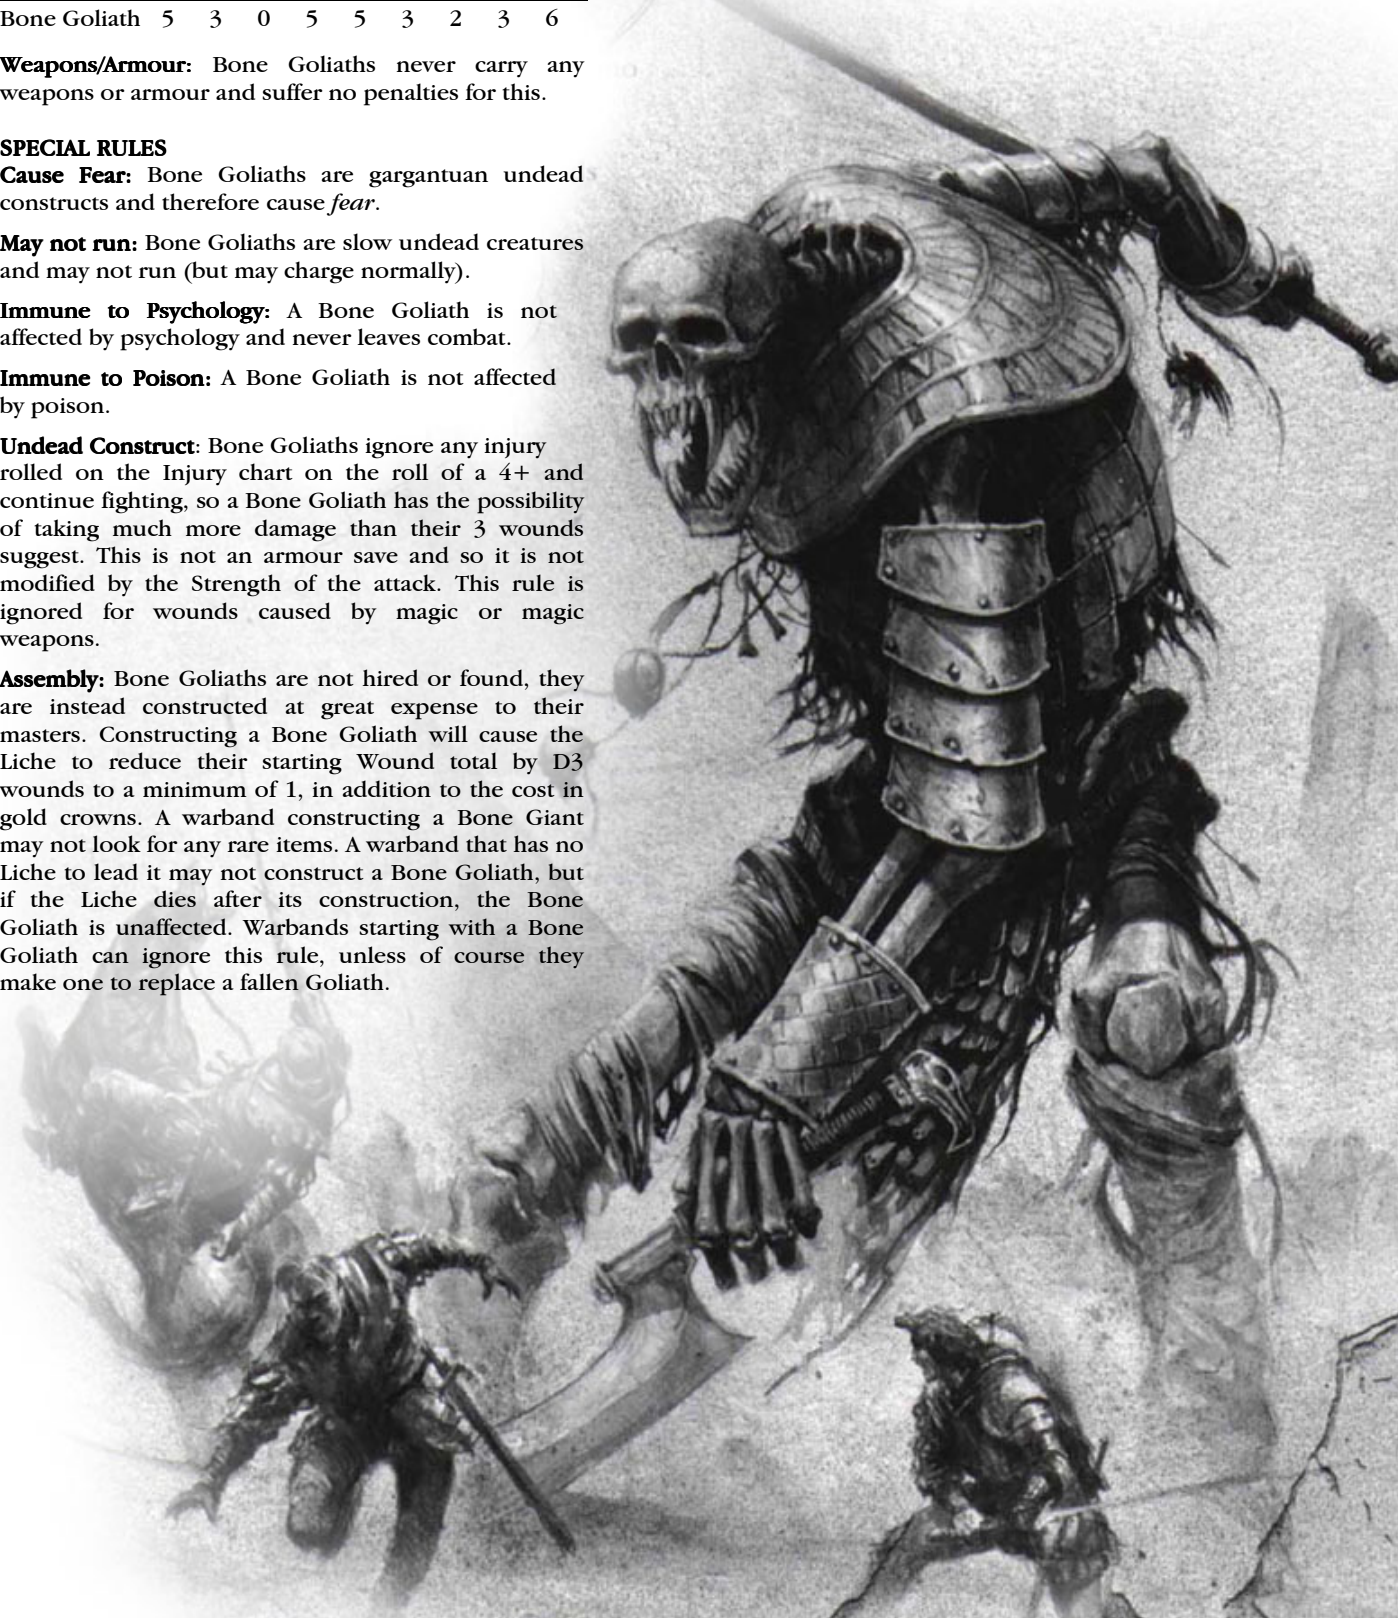 Bone Goliath 5 3 0 5 5 3 2 3 6
Weapons/Armour: Bone Goliaths never carry any
weapons or armour and suffer no penalties for this.
SPECIAL RULES
Cause Fear: Bone Goliaths are gargantuan undead
constructs and therefore cause fear.
May not run: Bone Goliaths are slow undead creatures
and may not run (but may charge normally).
Immune to Psychology: A Bone Goliath is not
affected by psychology and never leaves combat.
Immune to Poison: A Bone Goliath is not affected
by poison.
Undead Construct: Bone Goliaths ignore any injury
rolled on the Injury chart on the roll of a 4+ and
continue fighting, so a Bone Goliath has the possibility
of taking much more damage than their 3 wounds
suggest. This is not an armour save and so it is not
modified by the Strength of the attack. This rule is
ignored for wounds caused by magic or magic
weapons.
Assembly: Bone Goliaths are not hired or found, they
are instead constructed at great expense to their
masters. Constructing a Bone Goliath will cause the
Liche to reduce their starting Wound total by D3
wounds to a minimum of 1, in addition to the cost in
gold crowns. A warband constructing a Bone Giant
may not look for any rare items. A warband that has no
Liche to lead it may not construct a Bone Goliath, but
if the Liche dies after its construction, the Bone
Goliath is unaffected. Warbands starting with a Bone
Goliath can ignore this rule, unless of course they
make one to replace a fallen Goliath.